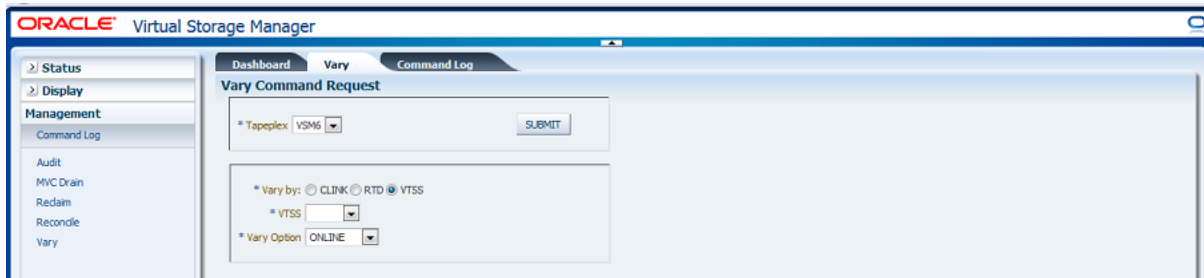 ORACLE Virtual Storage Manager
Status
Display
Management
Command Log
Audit
MVC Drain
Reclaim
Reconcile
Vary
Dashboard Vary Command Log
Vary Command Request
* Tapeplex VSM6 SUBMIT
* Vary by: CLINK RTD VTSS
* VTSS
* Vary Option ONLINE